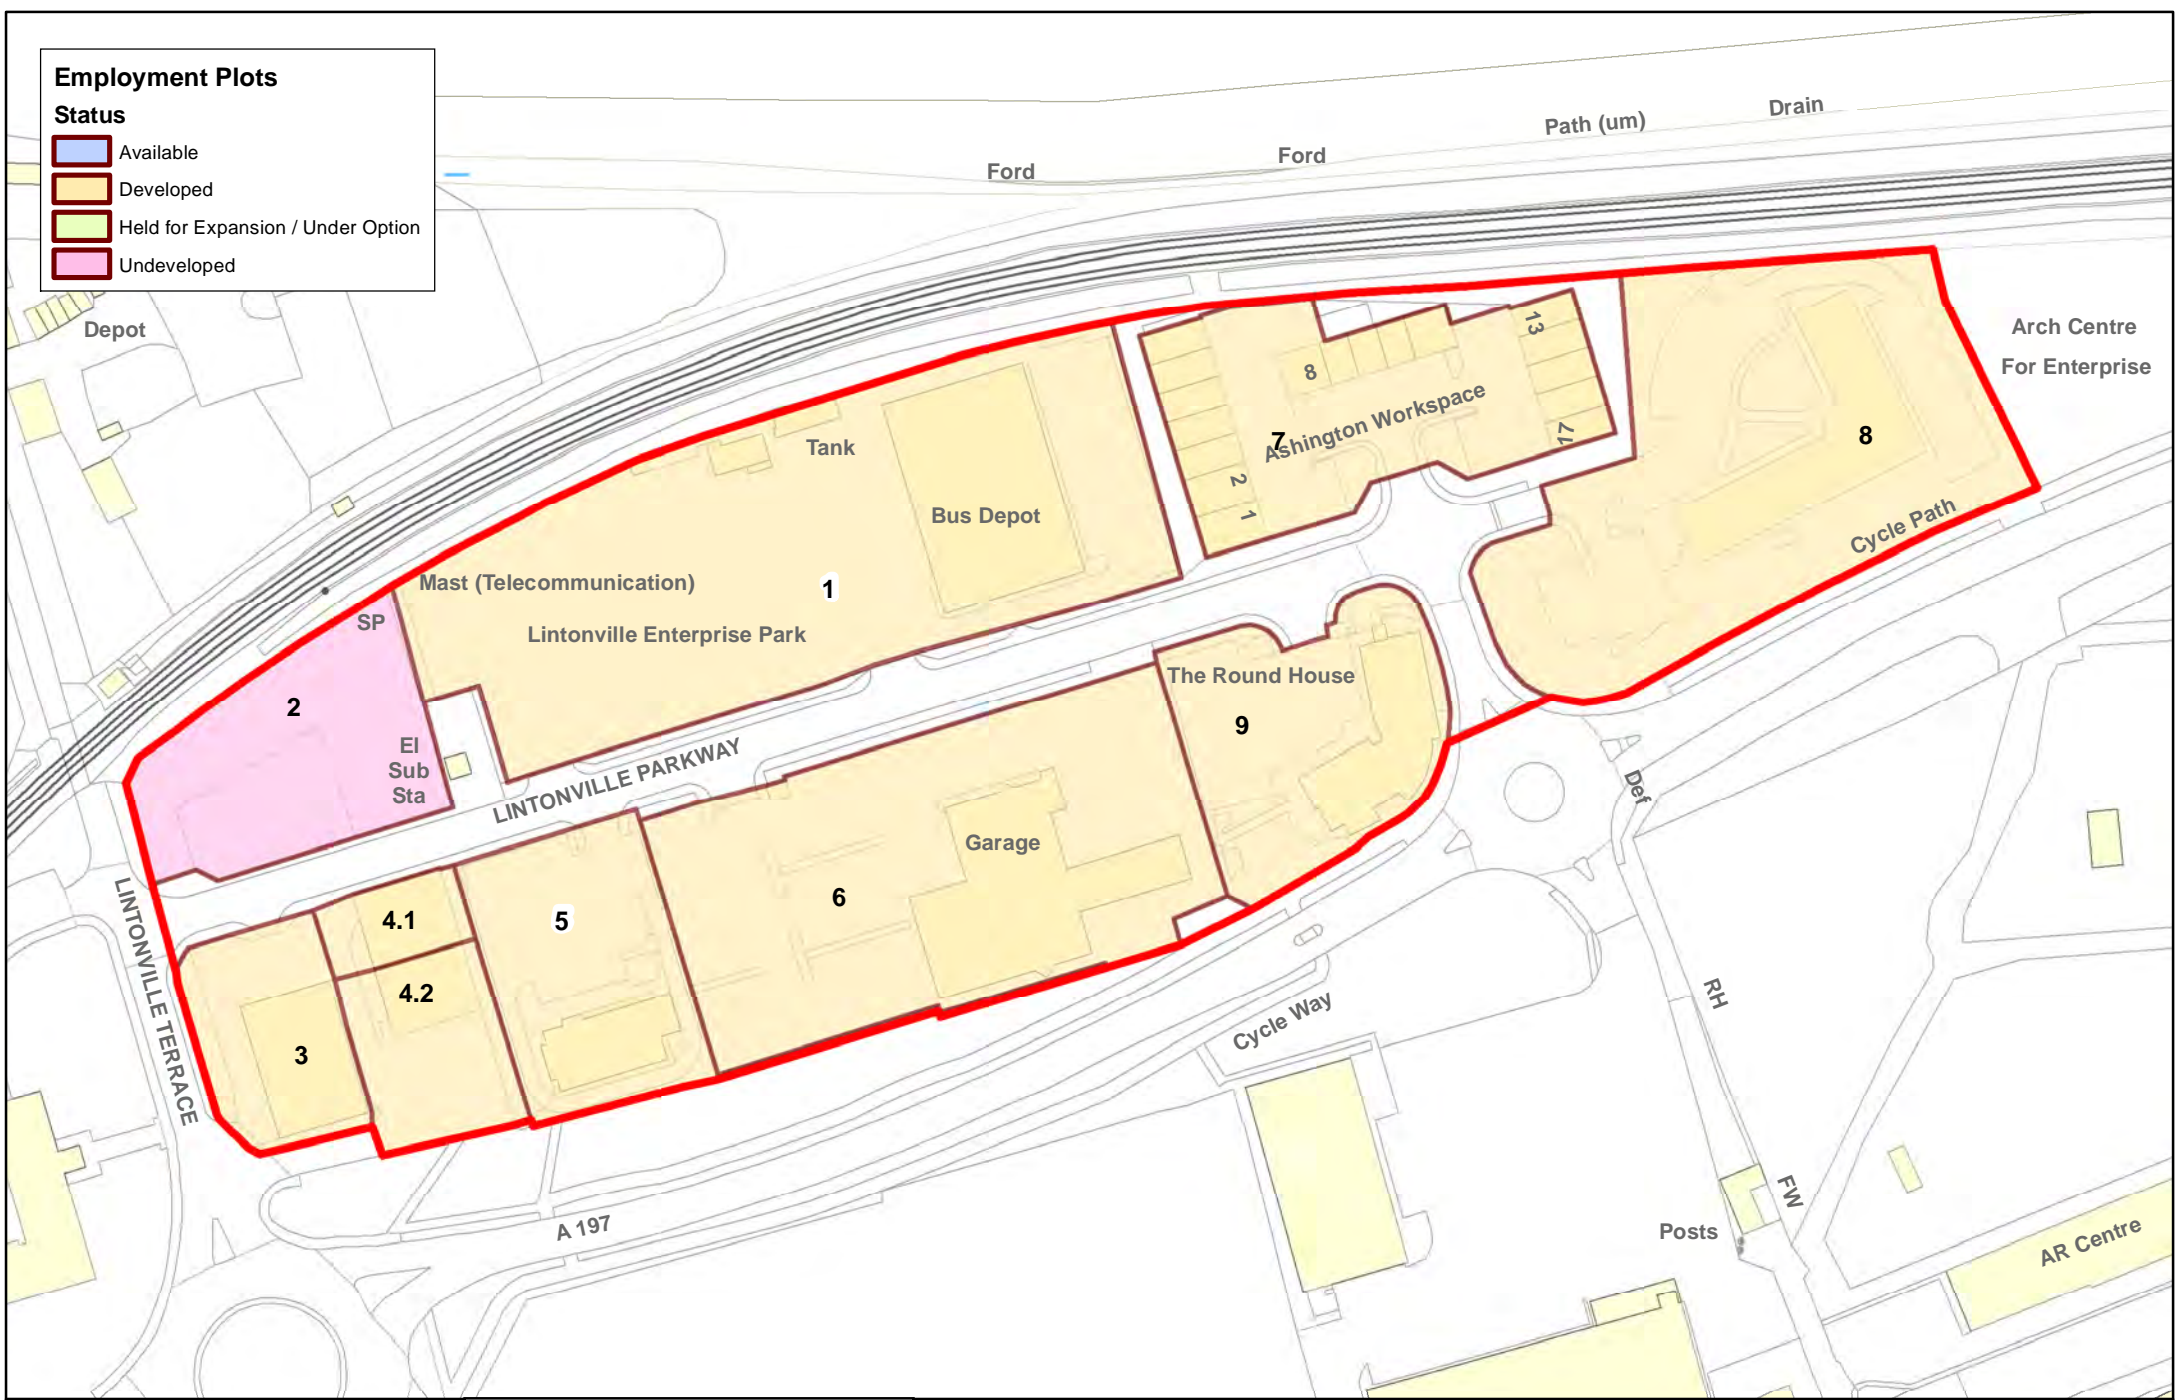 Employment Plots
Status
Available
Developed
Held for Expansion / Under Option
Undeveloped
Drain
Path (um)
Ford
Ford
Depot
Arch Centre
For Enterprise
13
8
Ashington Workspace
7
17
8
Tank
2
1
Bus Depot
Cycle Path
Mast (Telecommunication)
1
SP
Lintonville Enterprise Park
The Round House
2
9
El
Sub
Sta
LINTONVILLE PARKWAY
Def
Garage
6
4.1
5
LINTONVILLE TERRACE
4.2
RH
Cycle Way
3
FW
A 197
Posts
AR Centre